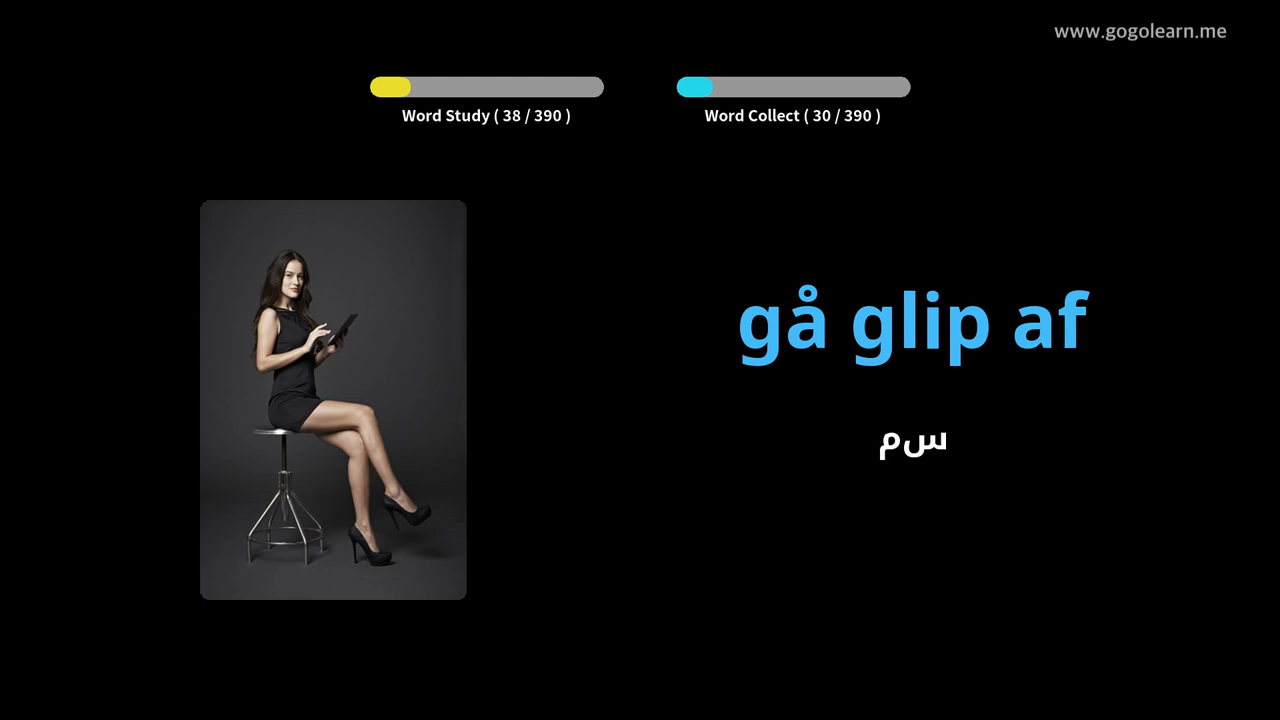 www.gogolearn.me
Word Study ( 38 / 390 )
Word Collect ( 30 / 390 )
gå glip af
سم